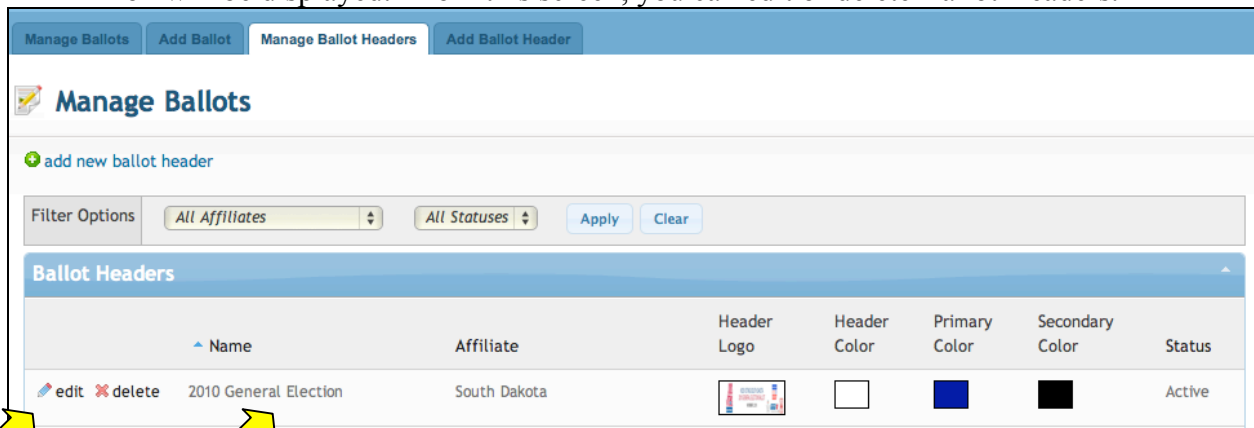 Manage Ballots Add Ballot Manage Ballot Headers Add Ballot Header
Manage Ballots
add new ballot header
Filter Options All Affiliates All Statuses Apply Clear
Ballot Headers
Name Affiliate Header Logo Header Color Primary Color Secondary Color Status
edit delete 2010 General Election South Dakota Active